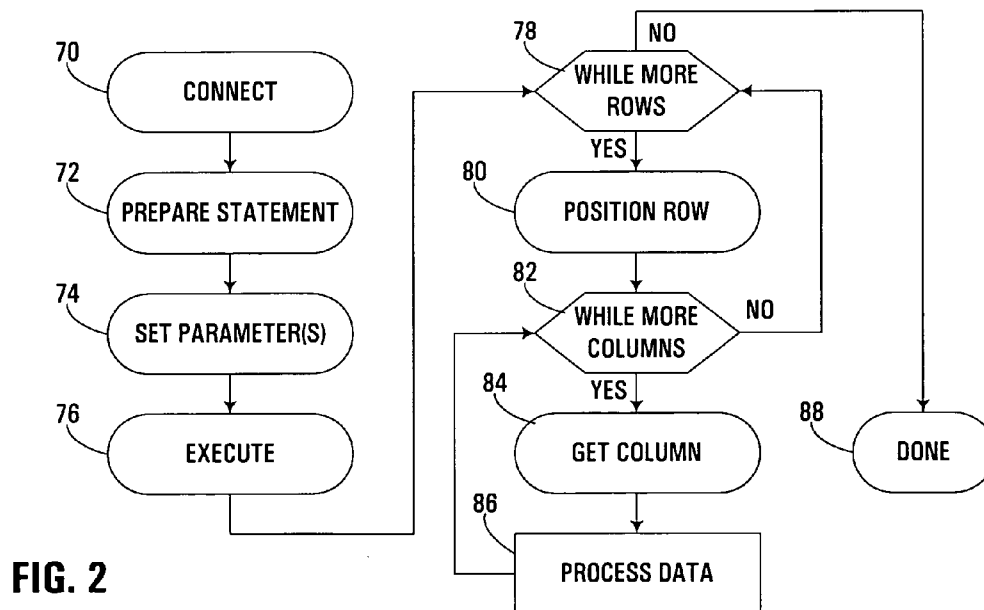 70
CONNECT
72
PREPARE STATEMENT
74
SET PARAMETER(S)
76
EXECUTE
78
NO
WHILE MORE
ROWS
YES
80
POSITION ROW
82
WHILE MORE
COLUMNS
NO
YES
84
GET COLUMN
86
PROCESS DATA
88
DONE
FIG. 2